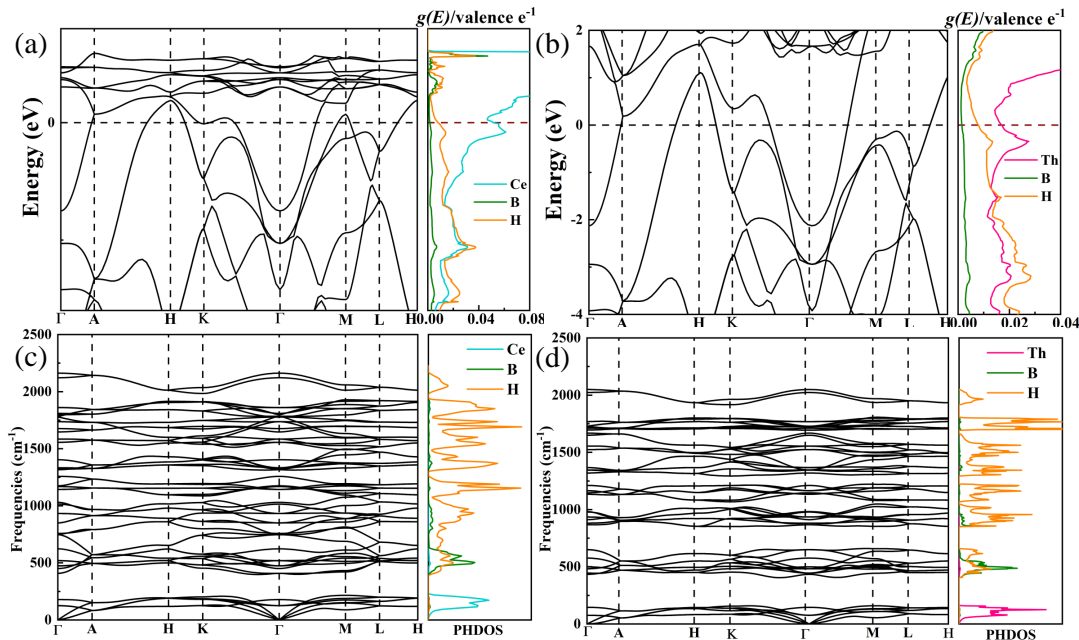 (a)
g(E)/valence e⁻¹
Energy (eV)
0
Ce
B
H
Γ A H K Γ M L H
0.00 0.04 0.08
(b)
g(E)/valence e⁻¹
Energy (eV)
2
0
-2
-4
Th
B
H
Γ A H K Γ M L H
0.00 0.02 0.04
(c)
Frequencies (cm⁻¹)
2500
2000
1500
1000
500
0
Ce
B
H
Γ A H K Γ M L H
PHDOS
(d)
Frequencies (cm⁻¹)
2500
2000
1500
1000
500
0
Th
B
H
Γ A H K Γ M L H
PHDOS